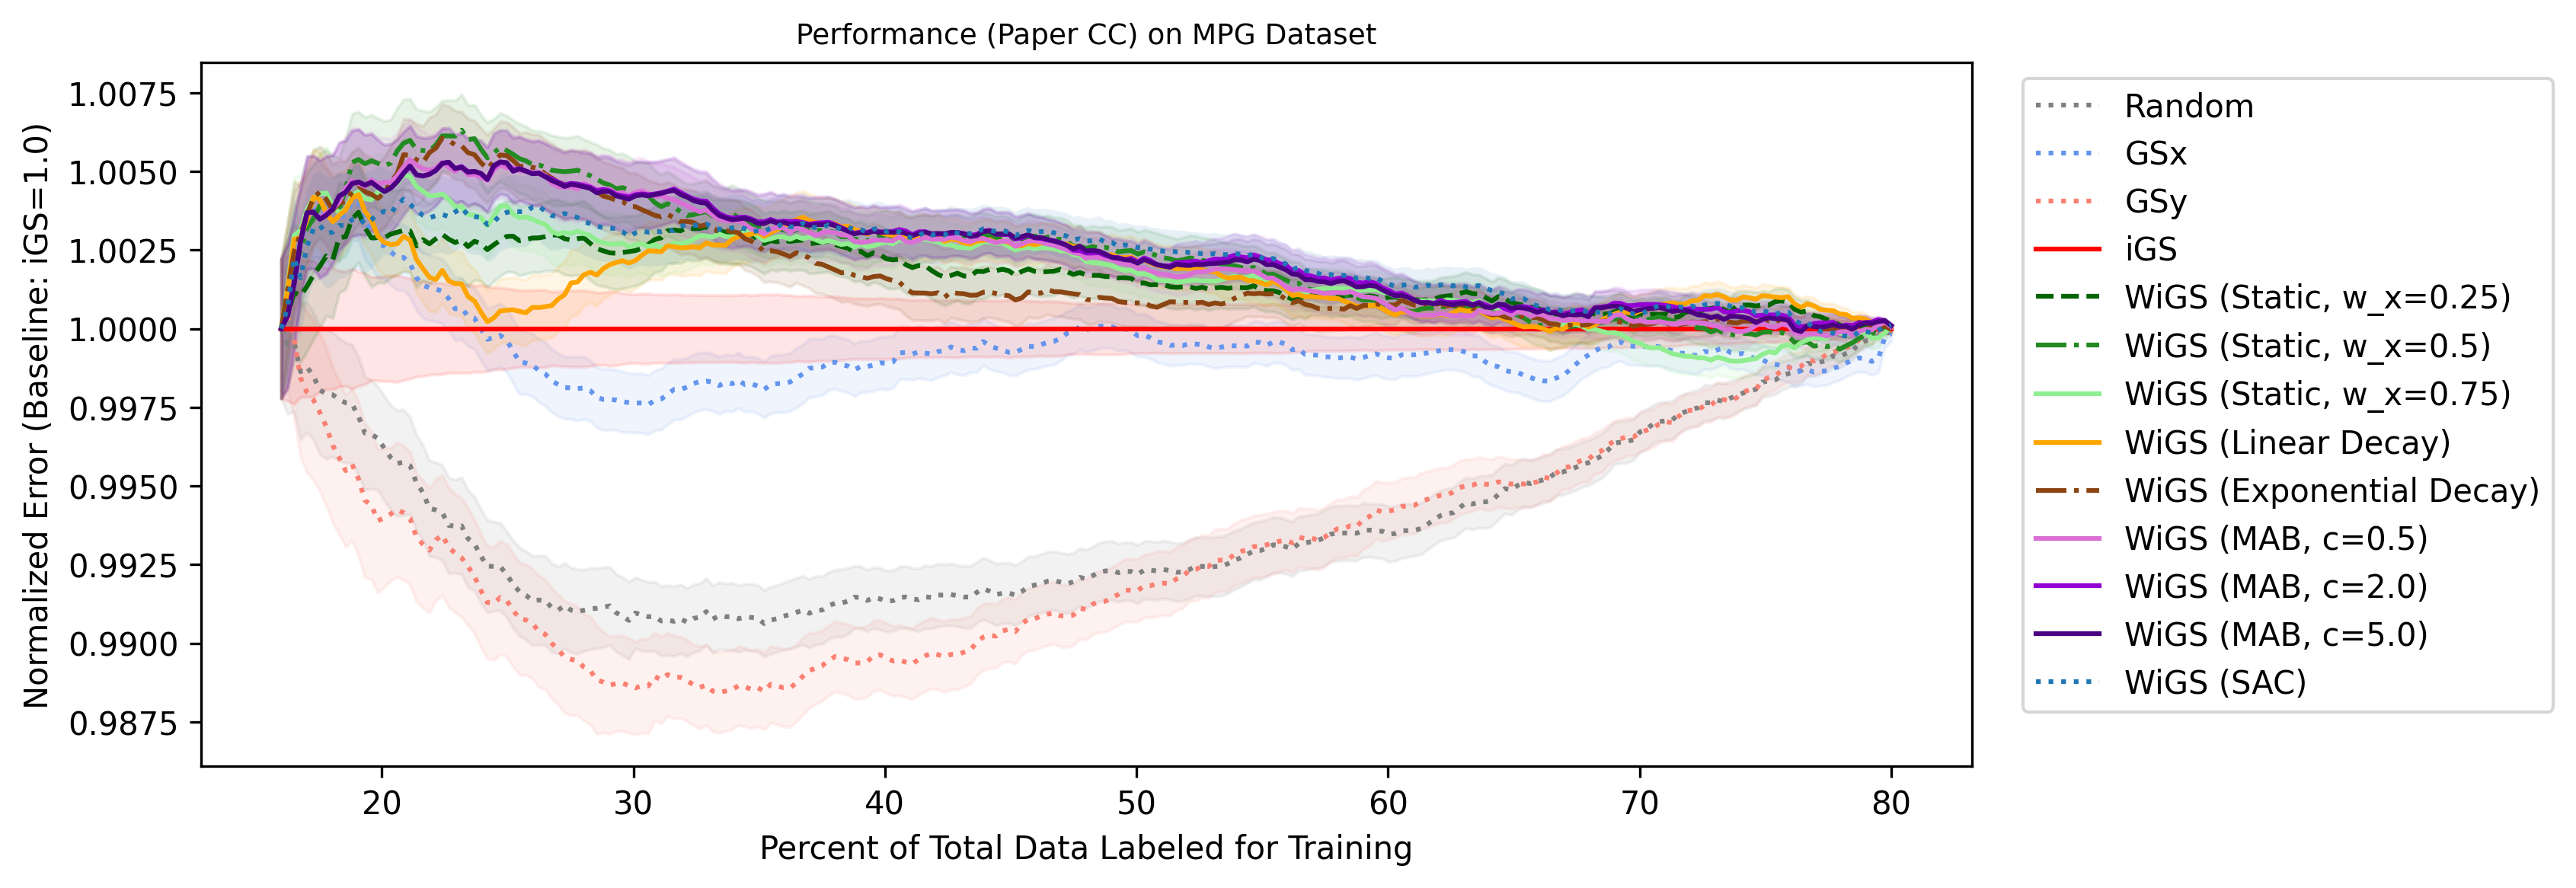 Performance (Paper CC) on MPG Dataset
Normalized Error (Baseline: iGS=1.0)
1.0075
1.0050
1.0025
1.0000
0.9975
0.9950
0.9925
0.9900
0.9875
20
30
40
50
60
70
80
Percent of Total Data Labeled for Training
Random
GSx
GSy
iGS
WiGS (Static, w_x=0.25)
WiGS (Static, w_x=0.5)
WiGS (Static, w_x=0.75)
WiGS (Linear Decay)
WiGS (Exponential Decay)
WiGS (MAB, c=0.5)
WiGS (MAB, c=2.0)
WiGS (MAB, c=5.0)
WiGS (SAC)